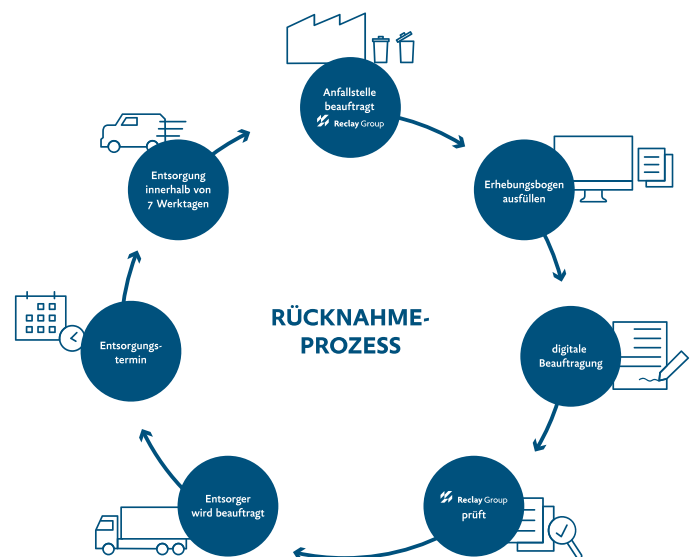 Anfallstelle
beauftragt
Reclay Group
Erhebungsbogen
ausfüllen
digitale
Beauftragung
Reclay Group
prüft
Entsorger
wird beauftragt
Entsorgungs-
termin
Entsorgung
innerhalb von
7 Werktagen
RÜCKNAHME-
PROZESS